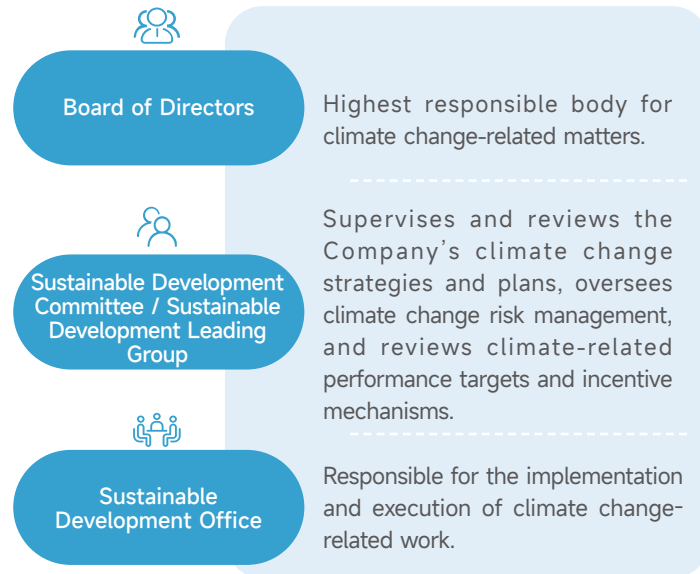 Board of Directors
Highest responsible body for
climate change-related matters.
Sustainable Development
Committee / Sustainable
Development Leading
Group
Supervises and reviews the
Company's climate change
strategies and plans, oversees
climate change risk management,
and reviews climate-related
performance targets and incentive
mechanisms.
Sustainable
Development Office
Responsible for the implementation
and execution of climate change-
related work.